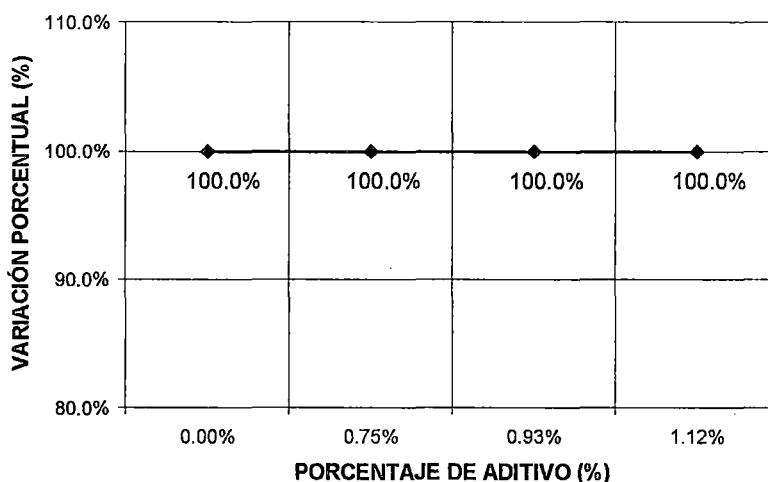 110.0%
100.0%
90.0%
80.0%
VARIACIÓN PORCENTUAL (%)
100.0% 100.0% 100.0% 100.0%
0.00% 0.75% 0.93% 1.12%
PORCENTAJE DE ADITIVO (%)